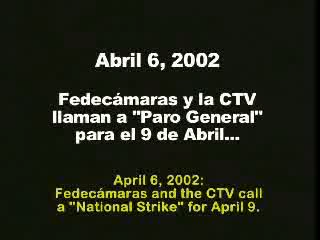 Abril 6, 2002
Fedecámaras y la CTV
llaman a "Paro General"
para el 9 de Abril...
April 6, 2002:
Fedecámaras and the CTV call
a "National Strike" for April 9.